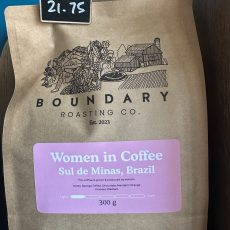 21.75
BOUNDARY
ROASTING CO.
Est. 2023
Women in Coffee
Sul de Minas, Brazil
300 g